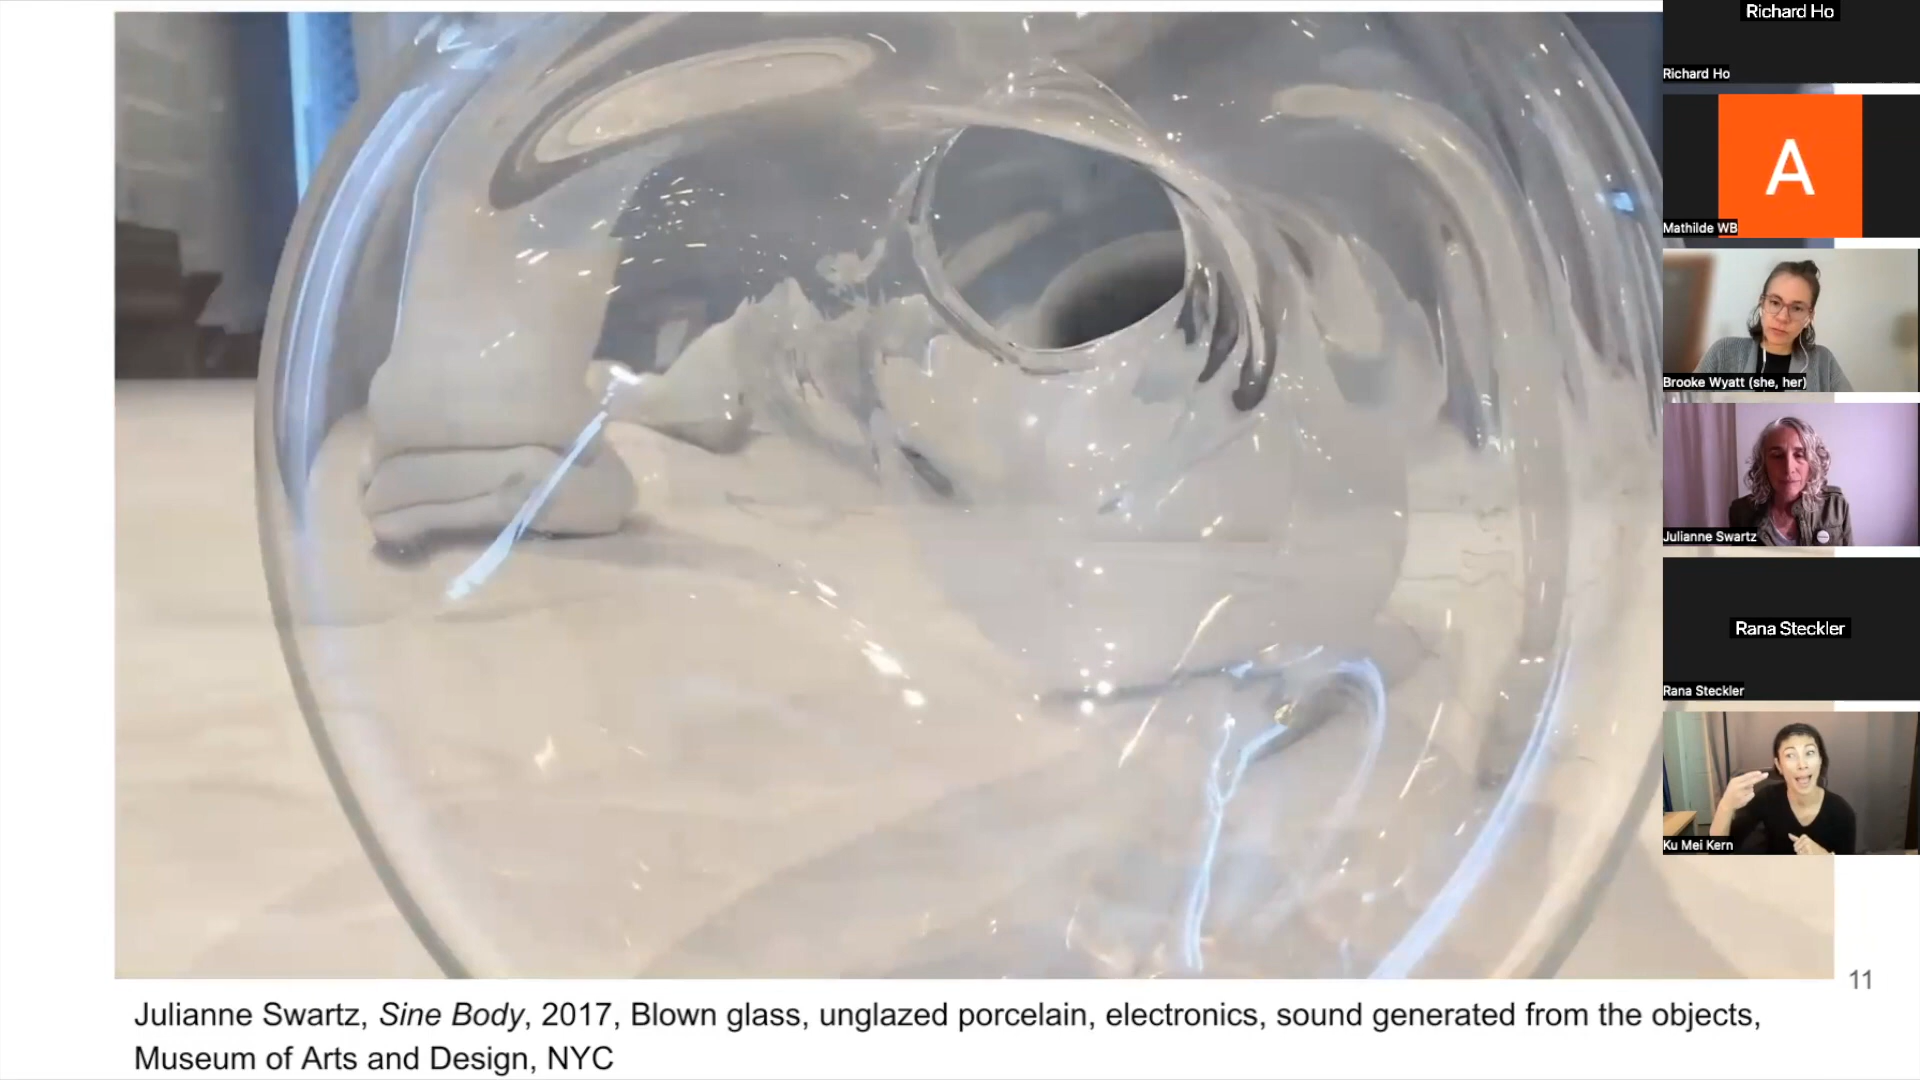 Richard Ho
Richard Ho
A
Mathilde WB
Brooke Wyatt (she, her)
Julianne Swartz
Rana Steckler
Rana Steckler
Ku Mei Kern
11
Julianne Swartz, Sine Body, 2017, Blown glass, unglazed porcelain, electronics, sound generated from the objects,
Museum of Arts and Design, NYC